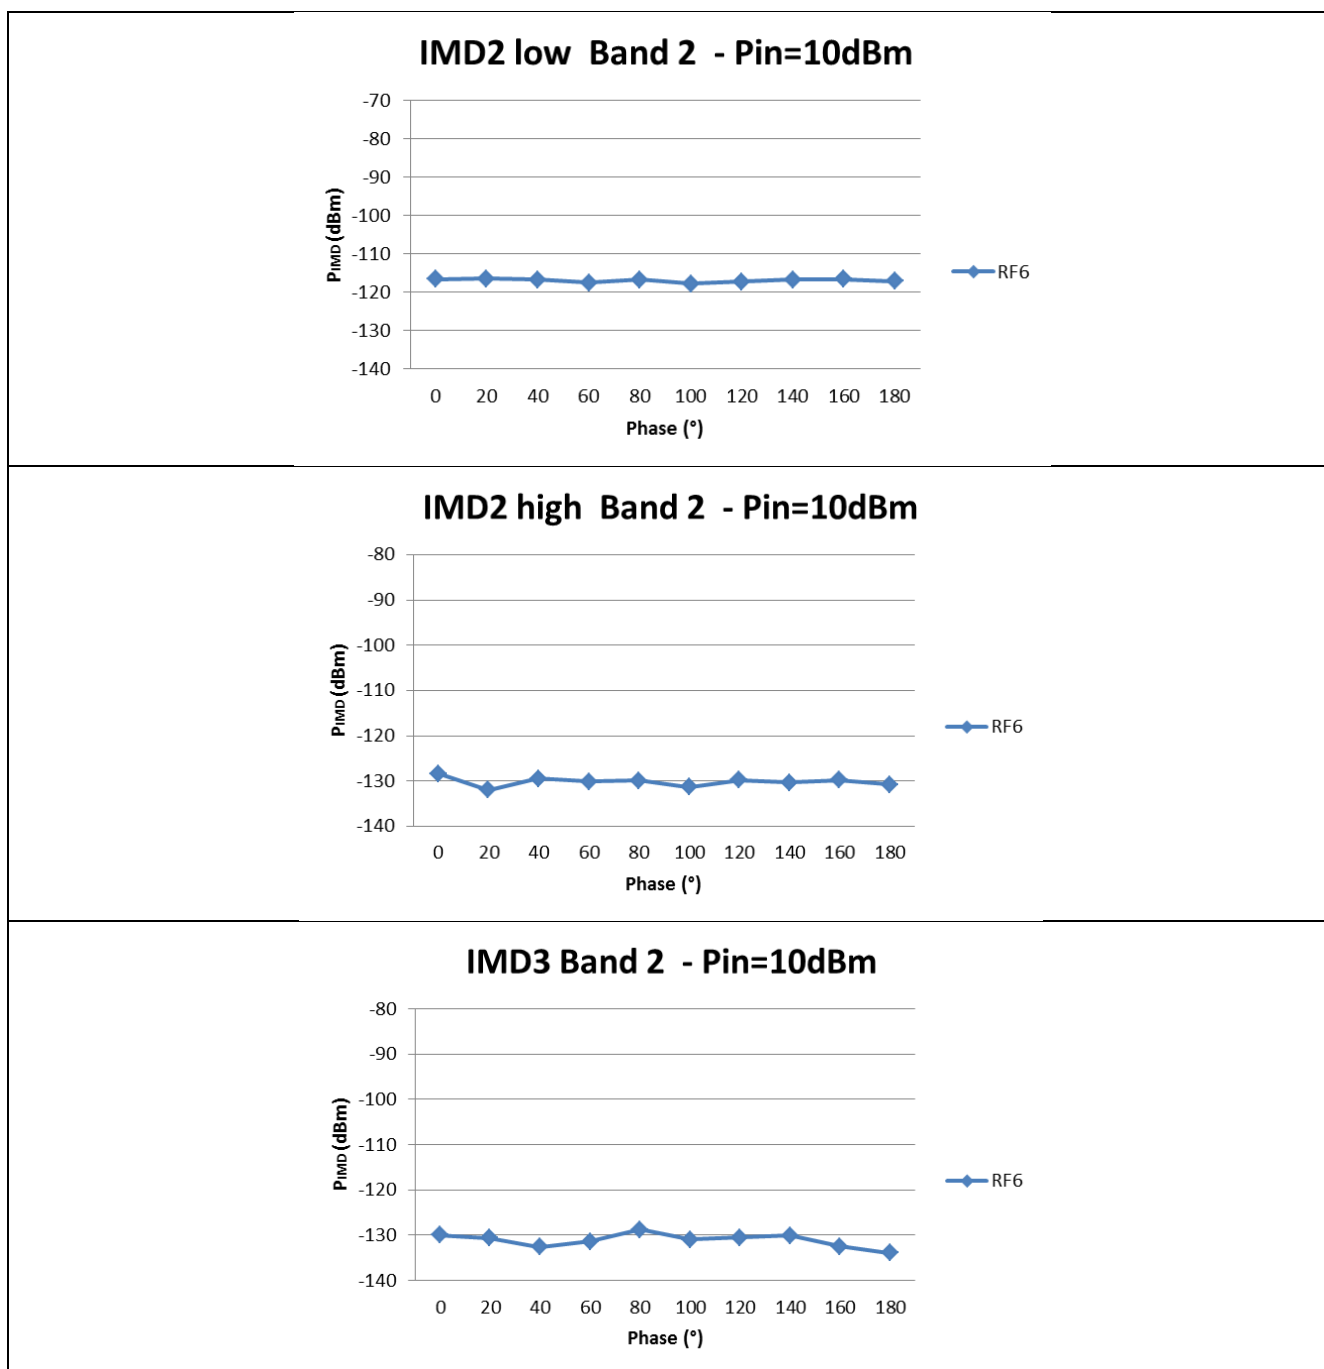 IMD2 low  Band 2  - Pin=10dBm
-70
-80
-90
-100
-110
-120
-130
-140
PIMD (dBm)
0 20 40 60 80 100 120 140 160 180
Phase (°)
RF6
IMD2 high  Band 2  - Pin=10dBm
-80
-90
-100
-110
-120
-130
-140
PIMD (dBm)
0 20 40 60 80 100 120 140 160 180
Phase (°)
RF6
IMD3 Band 2  - Pin=10dBm
-80
-90
-100
-110
-120
-130
-140
PIMD (dBm)
0 20 40 60 80 100 120 140 160 180
Phase (°)
RF6